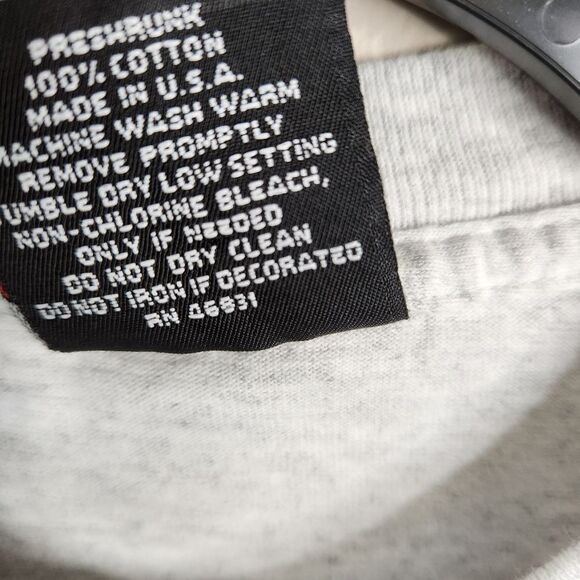 PRESHRUNK
100% COTTON
MADE IN U.S.A.
MACHINE WASH WARM
REMOVE PROMPTLY
UMBLE DRY LOW SETTING
NON-CHLORINE BLEACH,
ONLY IF NEEDED
DO NOT DRY CLEAN
DO NOT IRON IF DECORATED
RN 46931